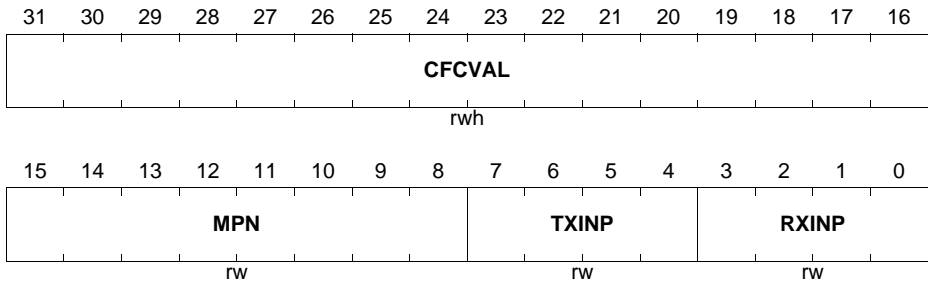 31 30 29 28 27 26 25 24 23 22 21 20 19 18 17 16
CFCVAL
rwh
15 14 13 12 11 10 9 8 7 6 5 4 3 2 1 0
MPN TXINP RXINP
rw rw rw